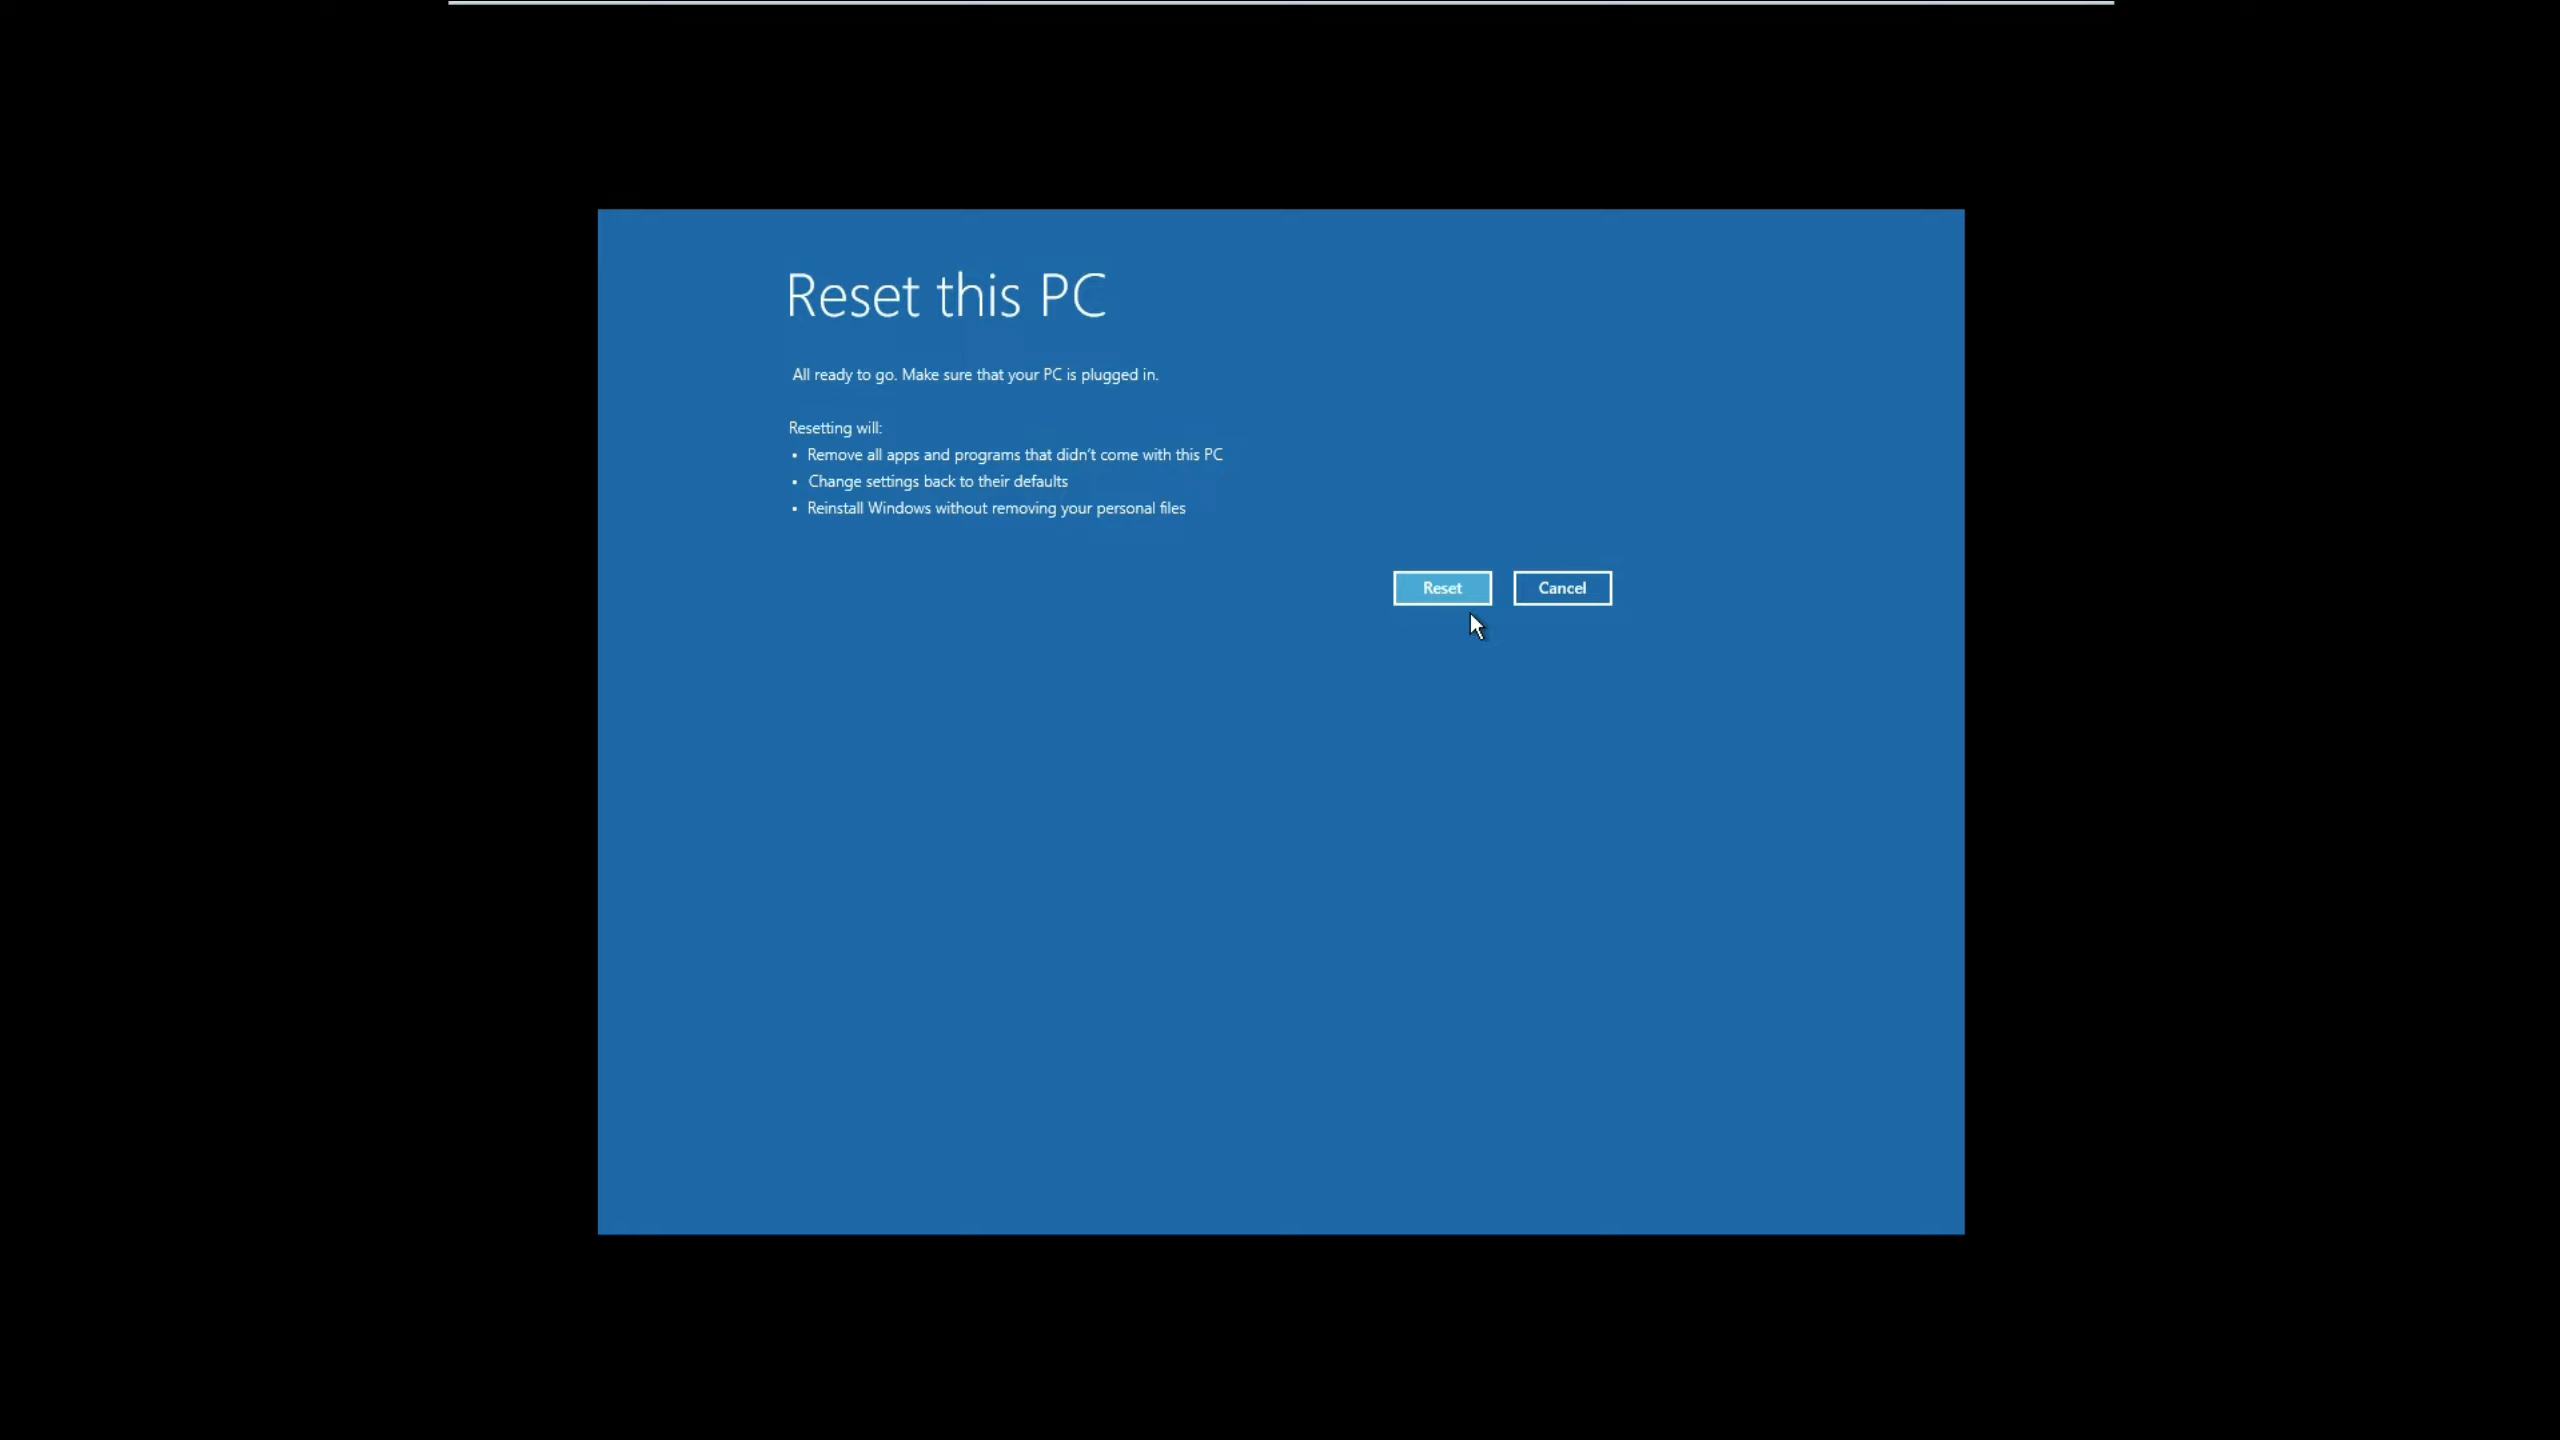 Reset this PC
All ready to go. Make sure that your PC is plugged in.
Resetting will:
• Remove all apps and programs that didn't come with this PC
• Change settings back to their defaults
• Reinstall Windows without removing your personal files
Reset Cancel